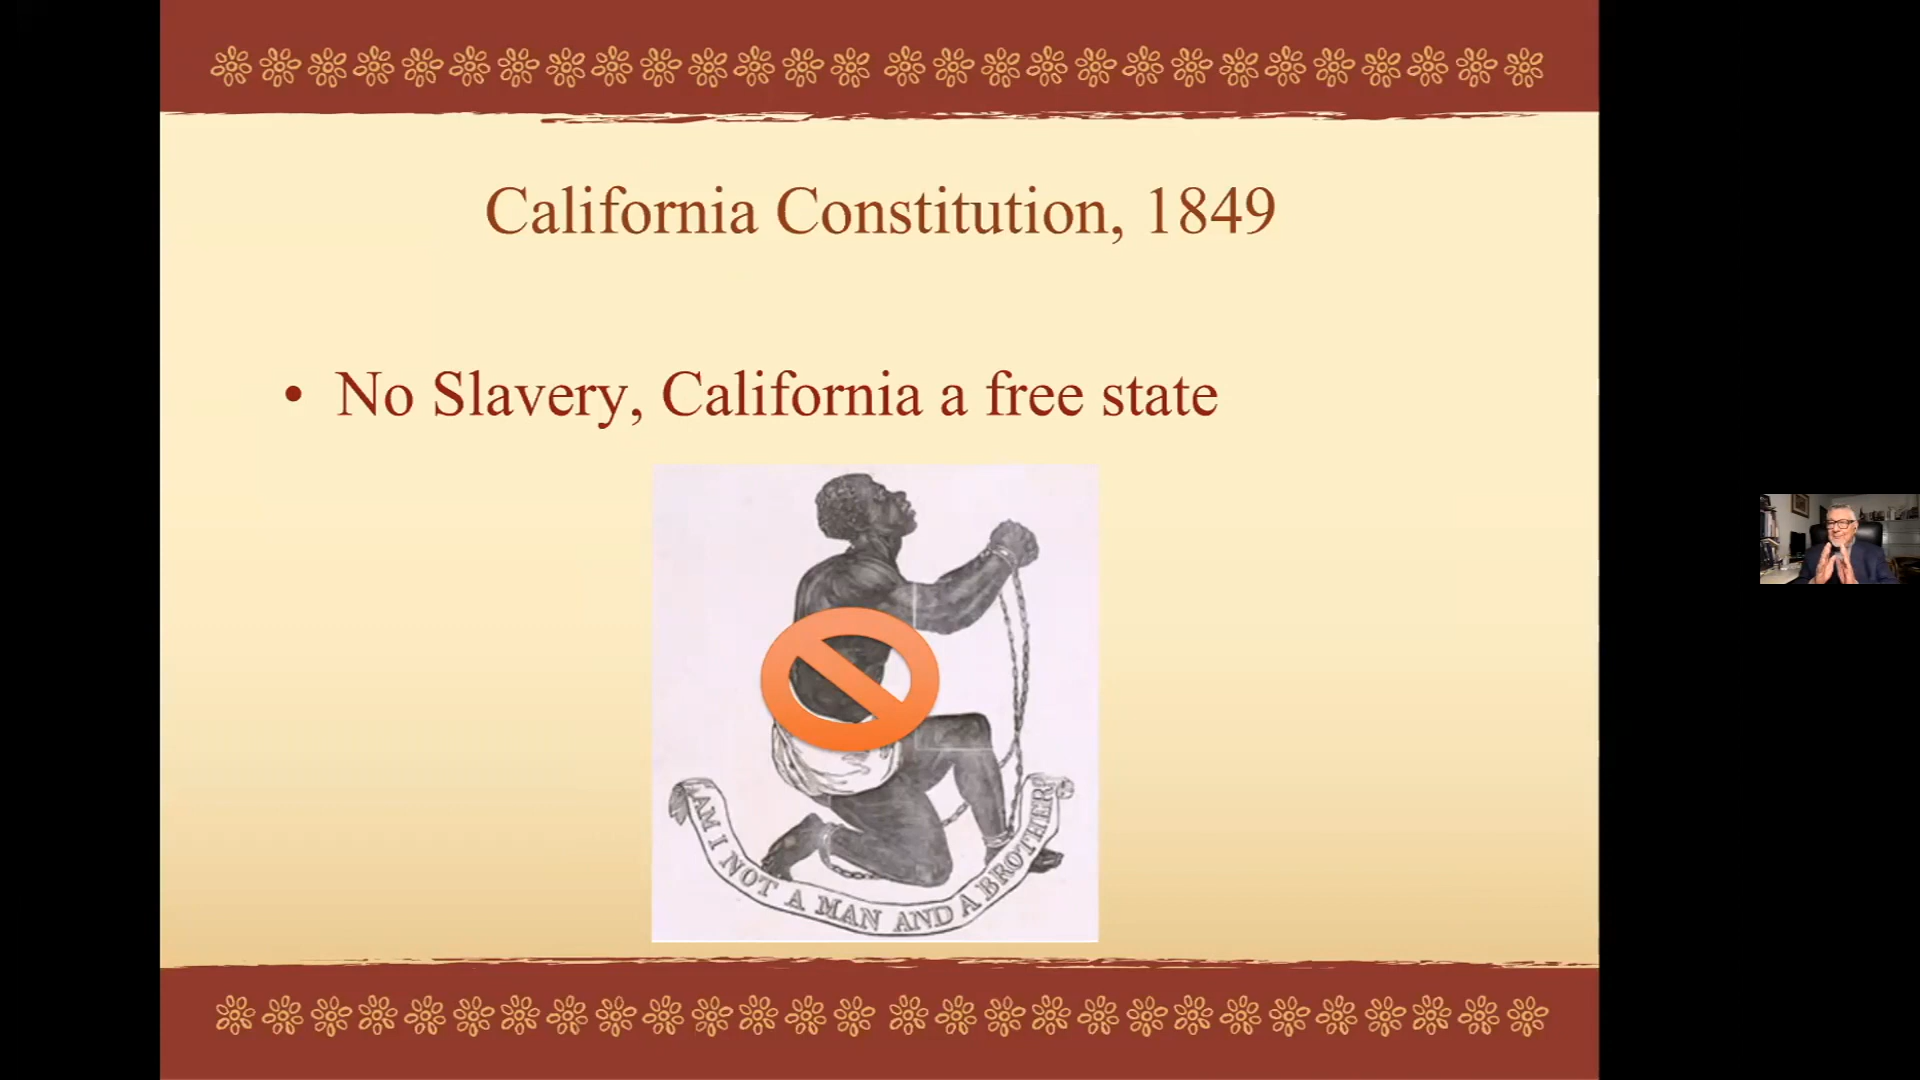 California Constitution, 1849
• No Slavery, California a free state
AM I NOT A MAN AND A BROTHER